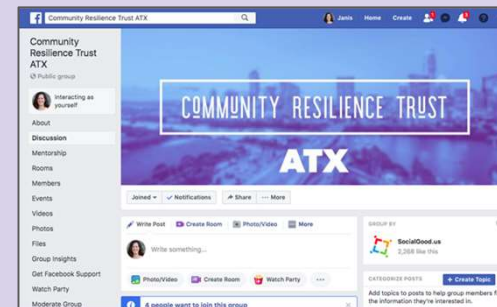 Community Resilience Trust ATX
Janis Home Create
Community
Resilience Trust
ATX
Public group
Interacting as
yourself
About
Discussion
Mentorship
Rooms
Members
Events
Videos
Photos
Files
Group Insights
Get Facebook Support
Watch Party
Moderate Group
COMMUNITY RESILIENCE TRUST
ATX
Joined Notifications Share More
Write Post Create Room Photo/Video More
Write something...
Photo/Video Create Room Watch Party
4 people want to join this group
GROUP BY
SocialGood.us
2,268 like this
CATEGORIZE POSTS + Create Topic
Add topics to posts to help group members f
the information they're interested in.